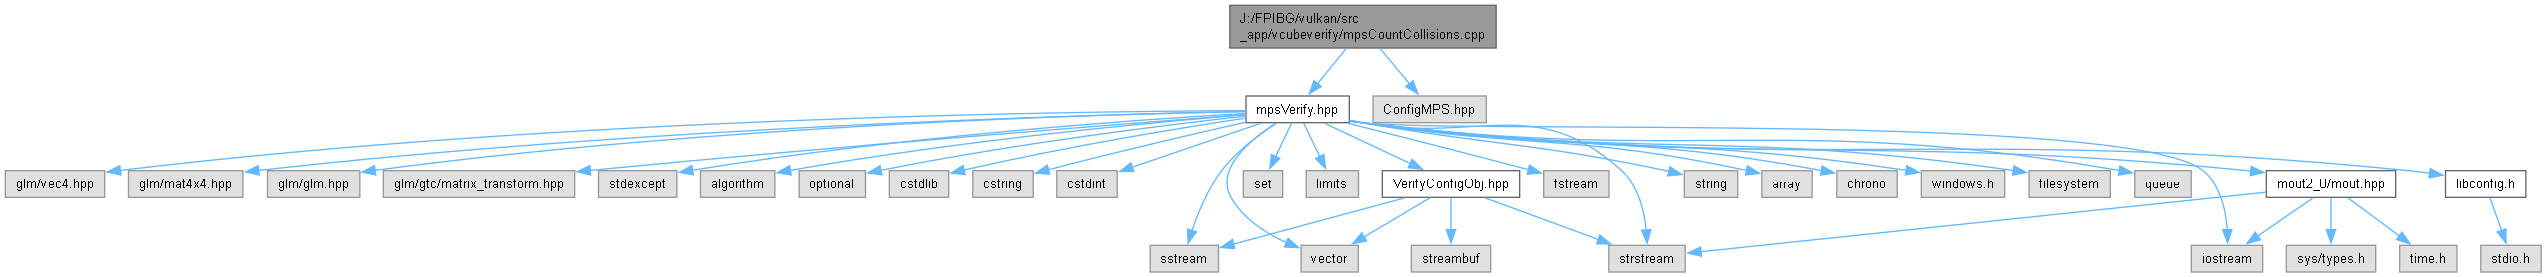 J:/FPIBG/vulkan/src
_app/vcubeverify/mpsCountCollisions.cpp
mpsVerify.hpp
ConfigMPS.hpp
glm/vec4.hpp
glm/mat4x4.hpp
glm/glm.hpp
glm/gtc/matrix_transform.hpp
stdexcept
algorithm
optional
cstdlib
cstring
cstdint
set
limits
VerifyConfigObj.hpp
fstream
string
array
chrono
windows.h
filesystem
queue
mout2_0/mout.hpp
libconfig.h
sstream
vector
streambuf
strstream
iostream
sys/types.h
time.h
stdio.h